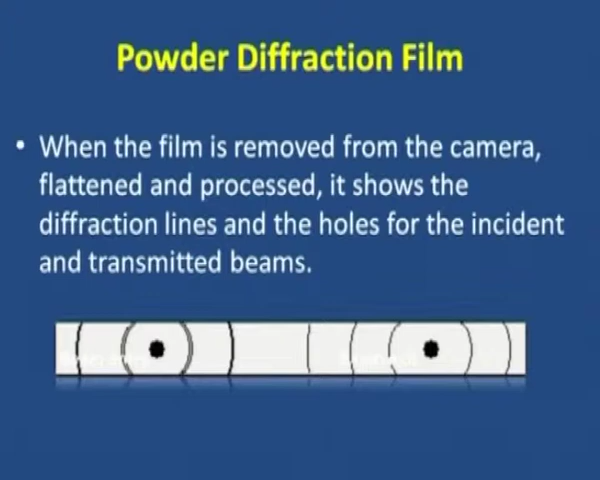 Powder Diffraction Film
• When the film is removed from the camera,
flattened and processed, it shows the
diffraction lines and the holes for the incident
and transmitted beams.